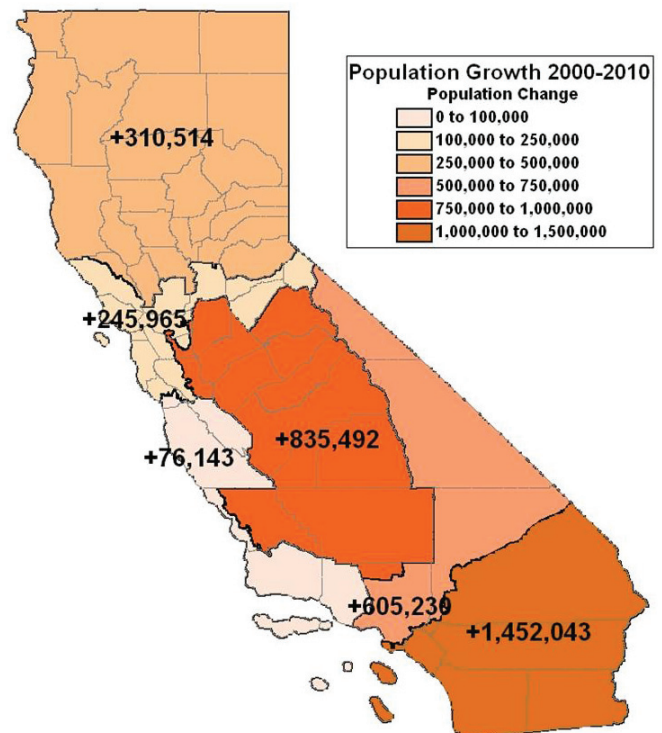 Population Growth 2000-2010
Population Change
0 to 100,000
100,000 to 250,000
250,000 to 500,000
500,000 to 750,000
750,000 to 1,000,000
1,000,000 to 1,500,000
+310,514
+245,965
+835,492
+76,143
+605,230
+1,452,043